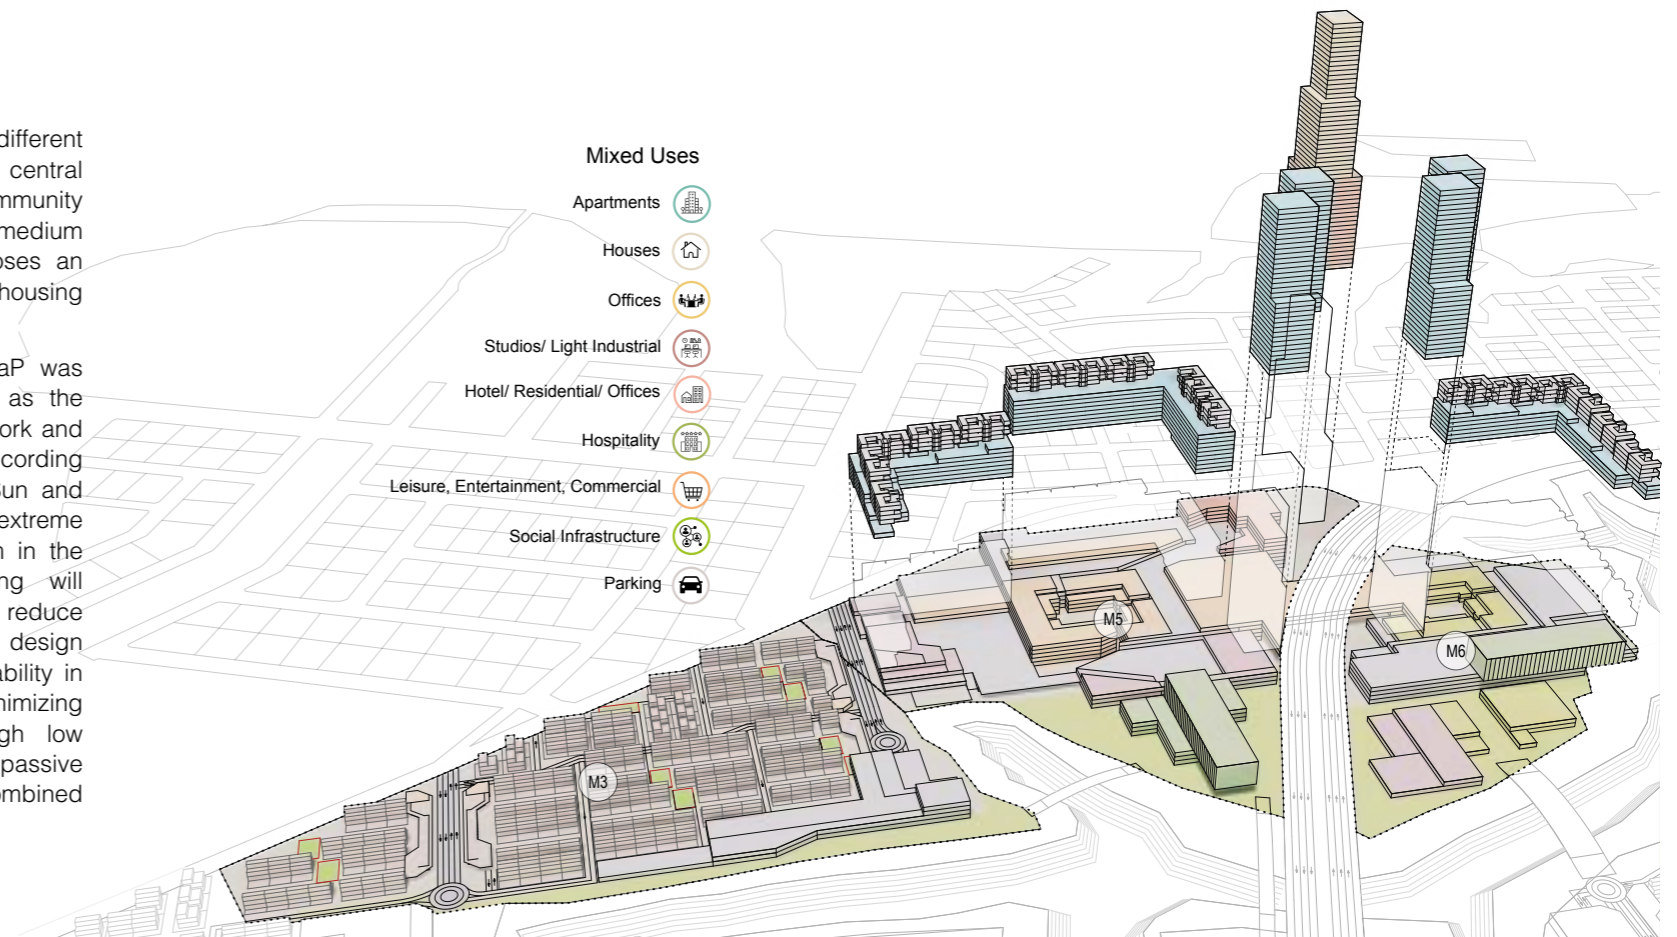 different
central
mmunity
medium
oses an
housing
aP was
as the
ork and
cording
Sun and
extreme
n in the
ng will
reduce
design
ability in
nimizing
gh low
passive
ombined
Mixed Uses
Apartments
Houses
Offices
Studios/ Light Industrial
Hotel/ Residential/ Offices
Hospitality
Leisure, Entertainment, Commercial
Social Infrastructure
Parking
M5
M6
M3